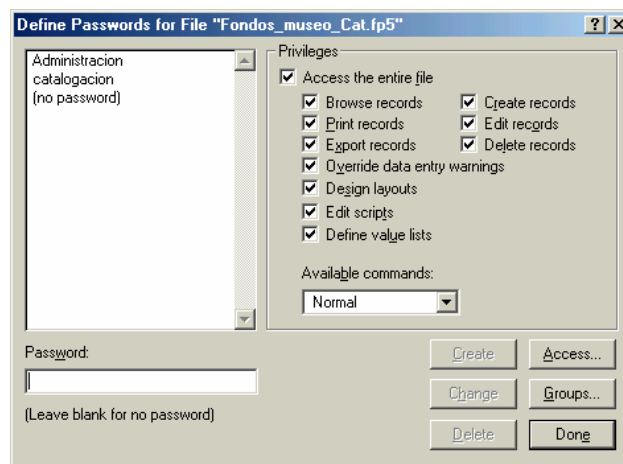 Define Passwords for File "Fondos_museo_Cat.fp5"
Administracion
catalogacion
(no password)
Privileges
Access the entire file
Browse records
Create records
Print records
Edit records
Export records
Delete records
Override data entry warnings
Design layouts
Edit scripts
Define value lists
Available commands:
Normal
Password:
(Leave blank for no password)
Create
Access...
Change
Groups...
Delete
Done